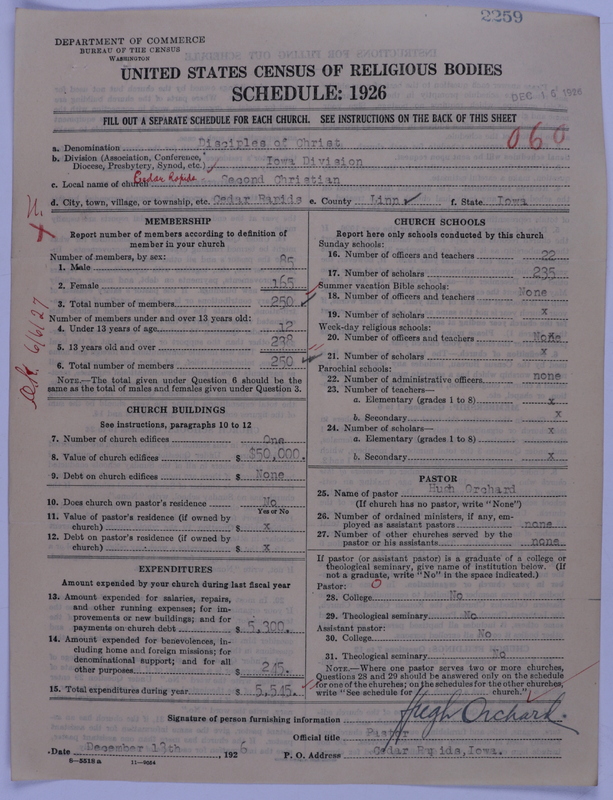 2259
DEPARTMENT OF COMMERCE
BUREAU OF THE CENSUS
WASHINGTON
UNITED STATES CENSUS OF RELIGIOUS BODIES
SCHEDULE: 1926
DEC 16 1926
FILL OUT A SEPARATE SCHEDULE FOR EACH CHURCH. SEE INSTRUCTIONS ON THE BACK OF THIS SHEET
060
a. Denomination Disciples of Christ
b. Division (Association, Conference, Diocese, Presbytery, Synod, etc.) Iowa Division
c. Local name of church Cedar Rapids Second Christian
d. City, town, village, or township, etc. Cedar Rapids e. County Linn f. State Iowa
MEMBERSHIP
Report number of members according to definition of
member in your church
Number of members, by sex:
1. Male 85
2. Female 165
3. Total number of members 250
Number of members under and over 13 years old:
4. Under 13 years of age 12
5. 13 years old and over 238
6. Total number of members 250
NOTE.—The total given under Question 6 should be
same as the total of males and females given under Question 3.
CHURCH BUILDINGS
See instructions, paragraphs 10 to 12
7. Number of church edifices One
8. Value of church edifices $ $50,000.
9. Debt on church edifices $ None
10. Does church own pastor's residence? No
Yes or No
11. Value of pastor's residence (if owned by
church) $ x
12. Debt on pastor's residence (if owned by
church) $ x
EXPENDITURES
Amount expended by your church during last fiscal year
13. Amount expended for salaries, repairs,
and other running expenses; for im-
provements or new buildings; and for
payments on church debt $ 5,300.
14. Amount expended for benevolences, in-
cluding home and foreign missions; for
denominational support; and for all
other purposes $ 245.
15. Total expenditures during year $ 5,545.
CHURCH SCHOOLS
Report here only schools conducted by this church
Sunday schools:
16. Number of officers and teachers 22
17. Number of scholars 235
Summer vacation Bible schools:
18. Number of officers and teachers None
19. Number of scholars x
Week-day religious schools:
20. Number of officers and teachers None
21. Number of scholars x
Parochial schools:
22. Number of administrative officers none
23. Number of teachers—
a. Elementary (grades 1 to 8) x
b. Secondary x
24. Number of scholars—
a. Elementary (grades 1 to 8) x
b. Secondary x
PASTOR
25. Name of pastor Hugh Orchard
(If church has no pastor, write "None")
26. Number of ordained ministers, if any, em-
ployed as assistant pastors none
27. Number of other churches served by the
pastor or his assistants none
If pastor (or assistant pastor) is a graduate of a college or
theological seminary, give name of institution below. (If
not a graduate, write "No" in the space indicated.)
Pastor: 0
28. College No
29. Theological seminary No
Assistant pastor:
30. College No
31. Theological seminary No
NOTE.—Where one pastor serves two or more churches,
Questions 28 and 29 should be answered only on the schedule
for one of the churches; on the schedules for the other churches,
write "See schedule for church."
Signature of person furnishing information Hugh Orchard
Official title Pastor
Date December 13th, 1926 P. O. Address Cedar Rapids, Iowa.
8—5518 a 11—9064